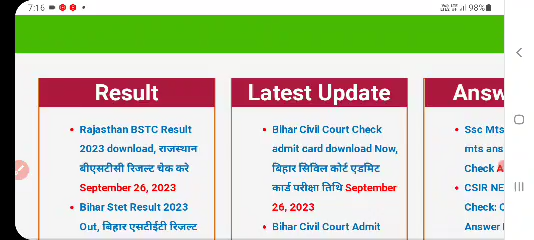 7:16
98%
Result
Rajasthan BSTC Result
2023 download, राजस्थान
बीएसटीसी रिजल्ट चेक करे
September 26, 2023
Bihar Stet Result 2023
Out, बिहार एसटीईटी रिजल्ट
Latest Update
Bihar Civil Court Check
admit card download Now,
बिहार सिविल कोर्ट एडमिट
कार्ड परीक्षा तिथि September
26, 2023
Bihar Civil Court Admit
Answ
Ssc Mts
mts ans
Check A
CSIR NE
Check: C
Answer